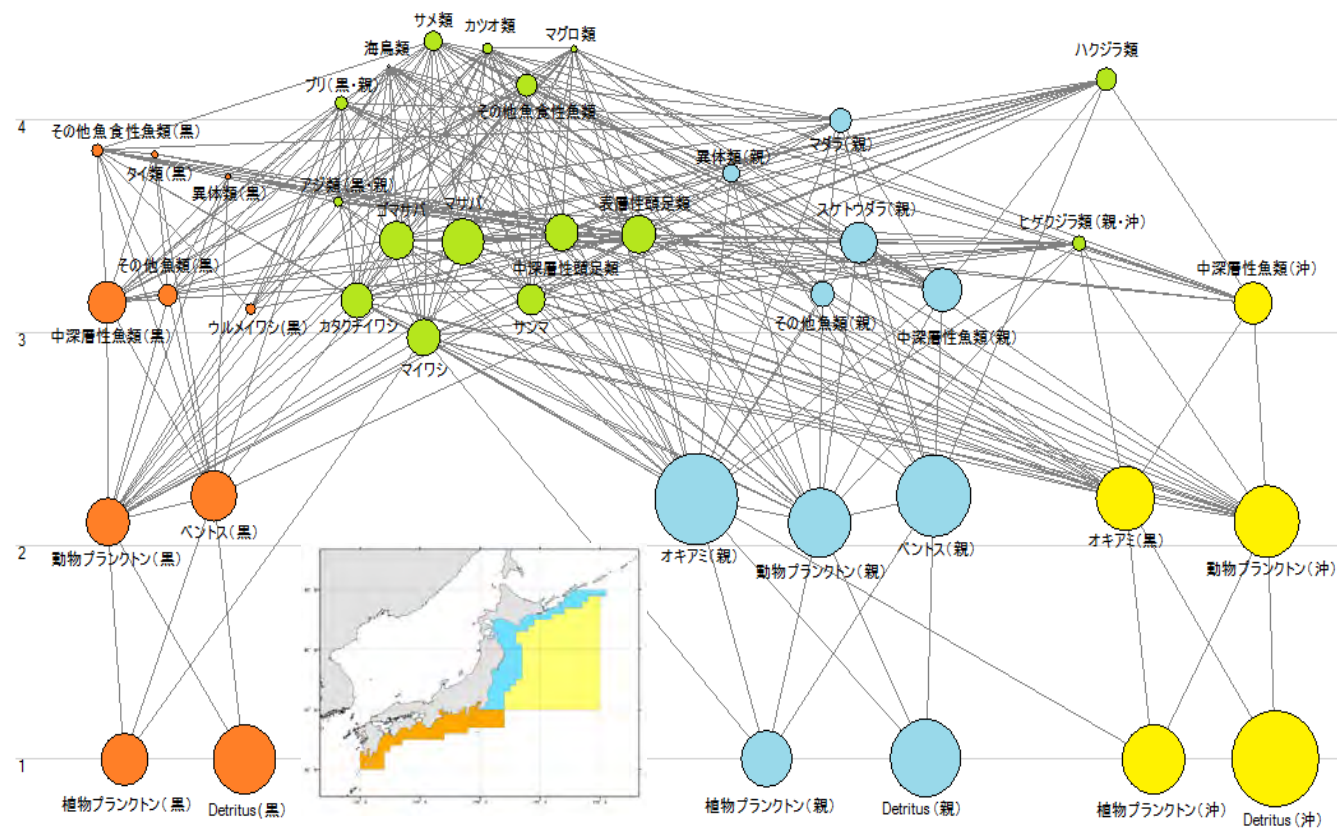 サメ類
カツオ類
マグロ類
海鳥類
ハクジラ類
ブリ(黒・親)
その他魚食性魚類
4
その他魚食性魚類(黒)
マダラ(親)
タイ類(黒)
異体類(親)
異体類(黒)
アジ類(黒・親)
ゴマサバ
マサバ
表層性頭足類
スケトウダラ(親)
ヒゲクジラ類(親・沖)
その他魚類(黒)
中深層性頭足類
中深層性魚類(沖)
中深層性魚類(黒)
ウルメイワシ(黒)
カタクチイワシ
サンマ
その他魚類(親)
中深層性魚類(親)
3
マイワシ
ベントス(黒)
動物プランクトン(黒)
オキアミ(親)
動物プランクトン(親)
ベントス(親)
オキアミ(黒)
動物プランクトン(沖)
2
1
植物プランクトン(黒)
Detritus(黒)
植物プランクトン(親)
Detritus(親)
植物プランクトン(沖)
Detritus(沖)